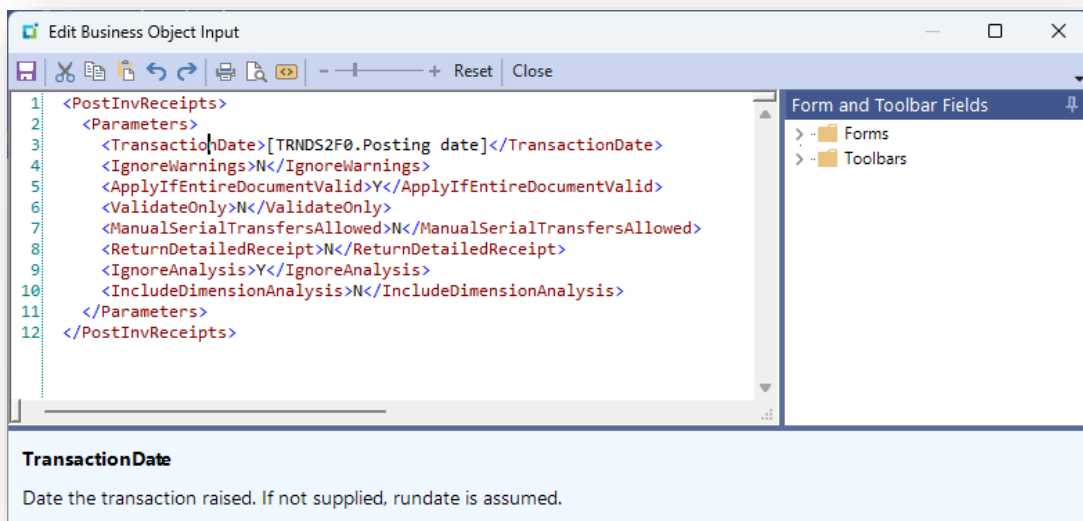 Edit Business Object Input
Reset Close
1 <PostInvReceipts>
2 <Parameters>
3 <TransactionDate>[TRNDS2F0.Posting date]</TransactionDate>
4 <IgnoreWarnings>N</IgnoreWarnings>
5 <ApplyIfEntireDocumentValid>Y</ApplyIfEntireDocumentValid>
6 <ValidateOnly>N</ValidateOnly>
7 <ManualSerialTransfersAllowed>N</ManualSerialTransfersAllowed>
8 <ReturnDetailedReceipt>N</ReturnDetailedReceipt>
9 <IgnoreAnalysis>Y</IgnoreAnalysis>
10 <IncludeDimensionAnalysis>N</IncludeDimensionAnalysis>
11 </Parameters>
12 </PostInvReceipts>
Form and Toolbar Fields
Forms
Toolbars
TransactionDate
Date the transaction raised. If not supplied, rundate is assumed.